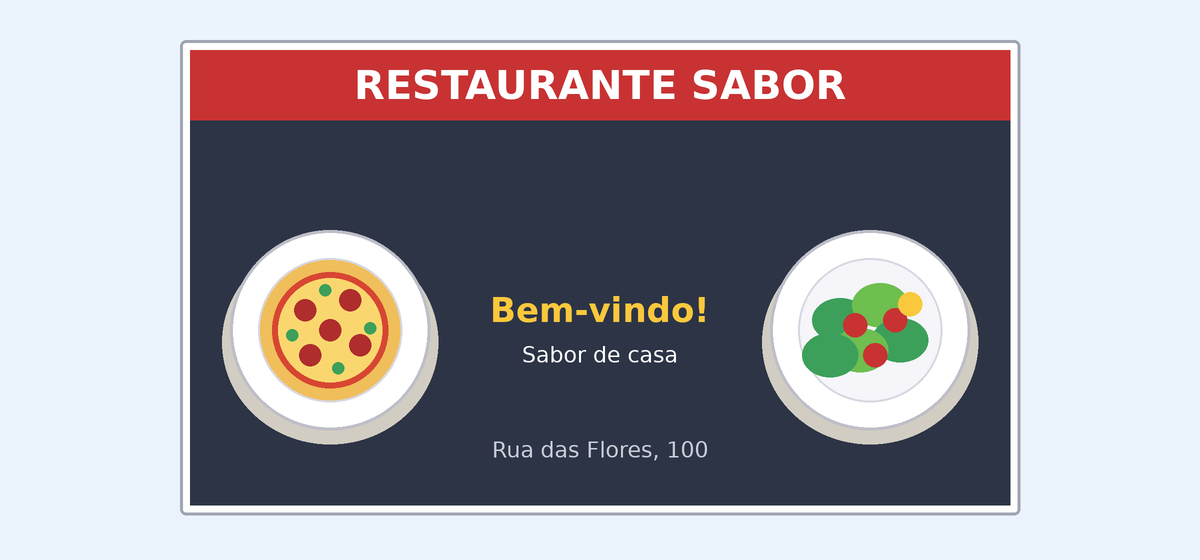 RESTAURANTE SABOR
Bem-vindo!
Sabor de casa
Rua das Flores, 100